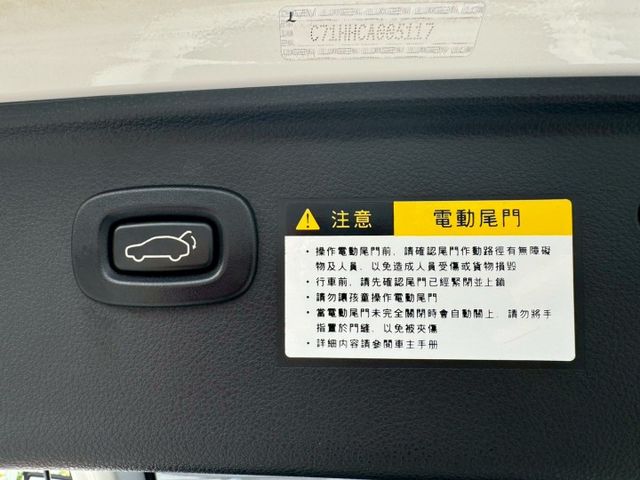 C71HHCA005117
注意 電動尾門
・操作電動尾門前，請確認尾門作動路徑有無障礙
物及人員，以免造成人員受傷或貨物損毀
・行車前，請先確認尾門已經緊閉並上鎖
・請勿讓孩童操作電動尾門
・當電動尾門未完全關閉時會自動關上，請勿將手
指置於門縫，以免被夾傷
・詳細內容請參閱車主手册